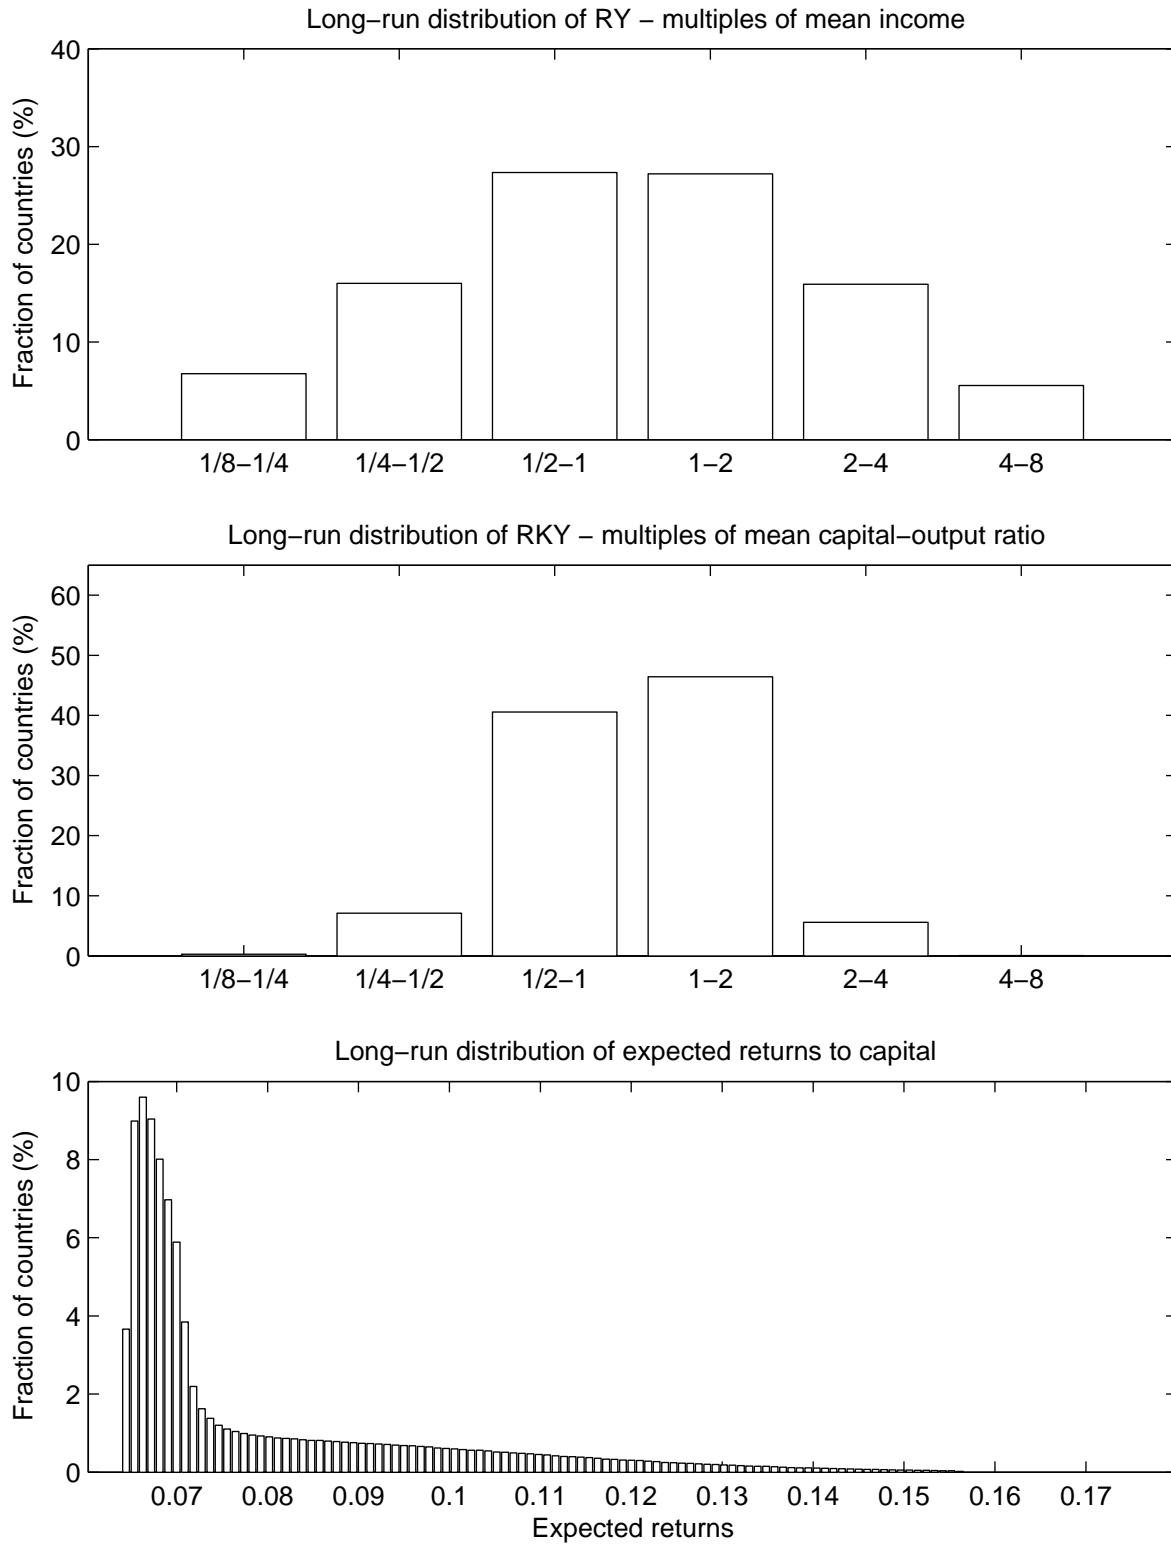 Long−run distribution of RY − multiples of mean income
Fraction of countries (%)
40
30
20
10
0
1/8−1/4 1/4−1/2 1/2−1 1−2 2−4 4−8
Long−run distribution of RKY − multiples of mean capital−output ratio
Fraction of countries (%)
60
50
40
30
20
10
0
1/8−1/4 1/4−1/2 1/2−1 1−2 2−4 4−8
Long−run distribution of expected returns to capital
Fraction of countries (%)
10
8
6
4
2
0
0.07 0.08 0.09 0.1 0.11 0.12 0.13 0.14 0.15 0.16 0.17
Expected returns